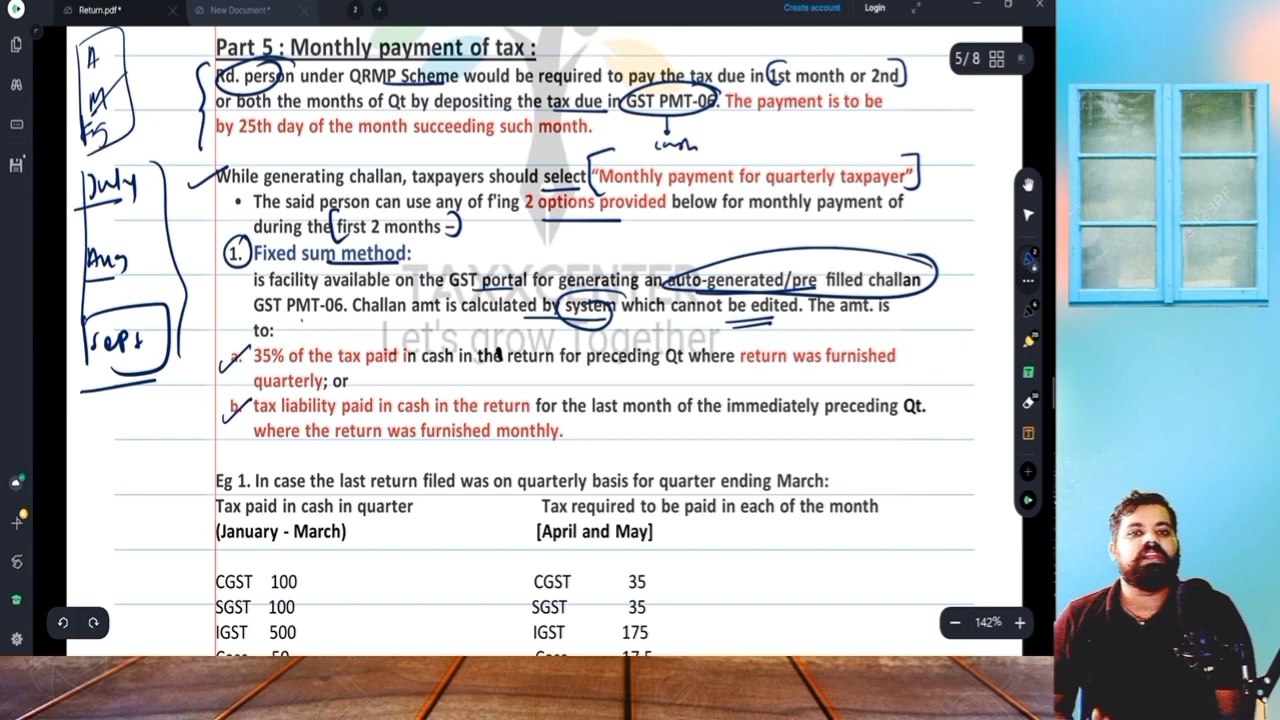 Return.pdf*
New Document*
2
Create account
Login
5/8
Part 5 : Monthly payment of tax :
Rd. person under QRMP Scheme would be required to pay the tax due in 1st month or 2nd
or both the months of Qt by depositing the tax due in GST PMT-06. The payment is to be
by 25th day of the month succeeding such month.
cash
While generating challan, taxpayers should select “Monthly payment for quarterly taxpayer”
• The said person can use any of f'ing 2 options provided below for monthly payment of
during the first 2 months –
1. Fixed sum method:
is facility available on the GST portal for generating an auto-generated/pre filled challan
GST PMT-06. Challan amt is calculated by system which cannot be edited. The amt. is
to:
a. 35% of the tax paid in cash in the return for preceding Qt where return was furnished
quarterly; or
b. tax liability paid in cash in the return for the last month of the immediately preceding Qt.
where the return was furnished monthly.
A
M
July
Aug
Sept
TAXXCENTER
Let's grow Together
Eg 1. In case the last return filed was on quarterly basis for quarter ending March:
Tax paid in cash in quarter Tax required to be paid in each of the month
(January - March) [April and May]
CGST 100 CGST 35
SGST 100 SGST 35
IGST 500 IGST 175
Cess 50 Cess 17.5
142%